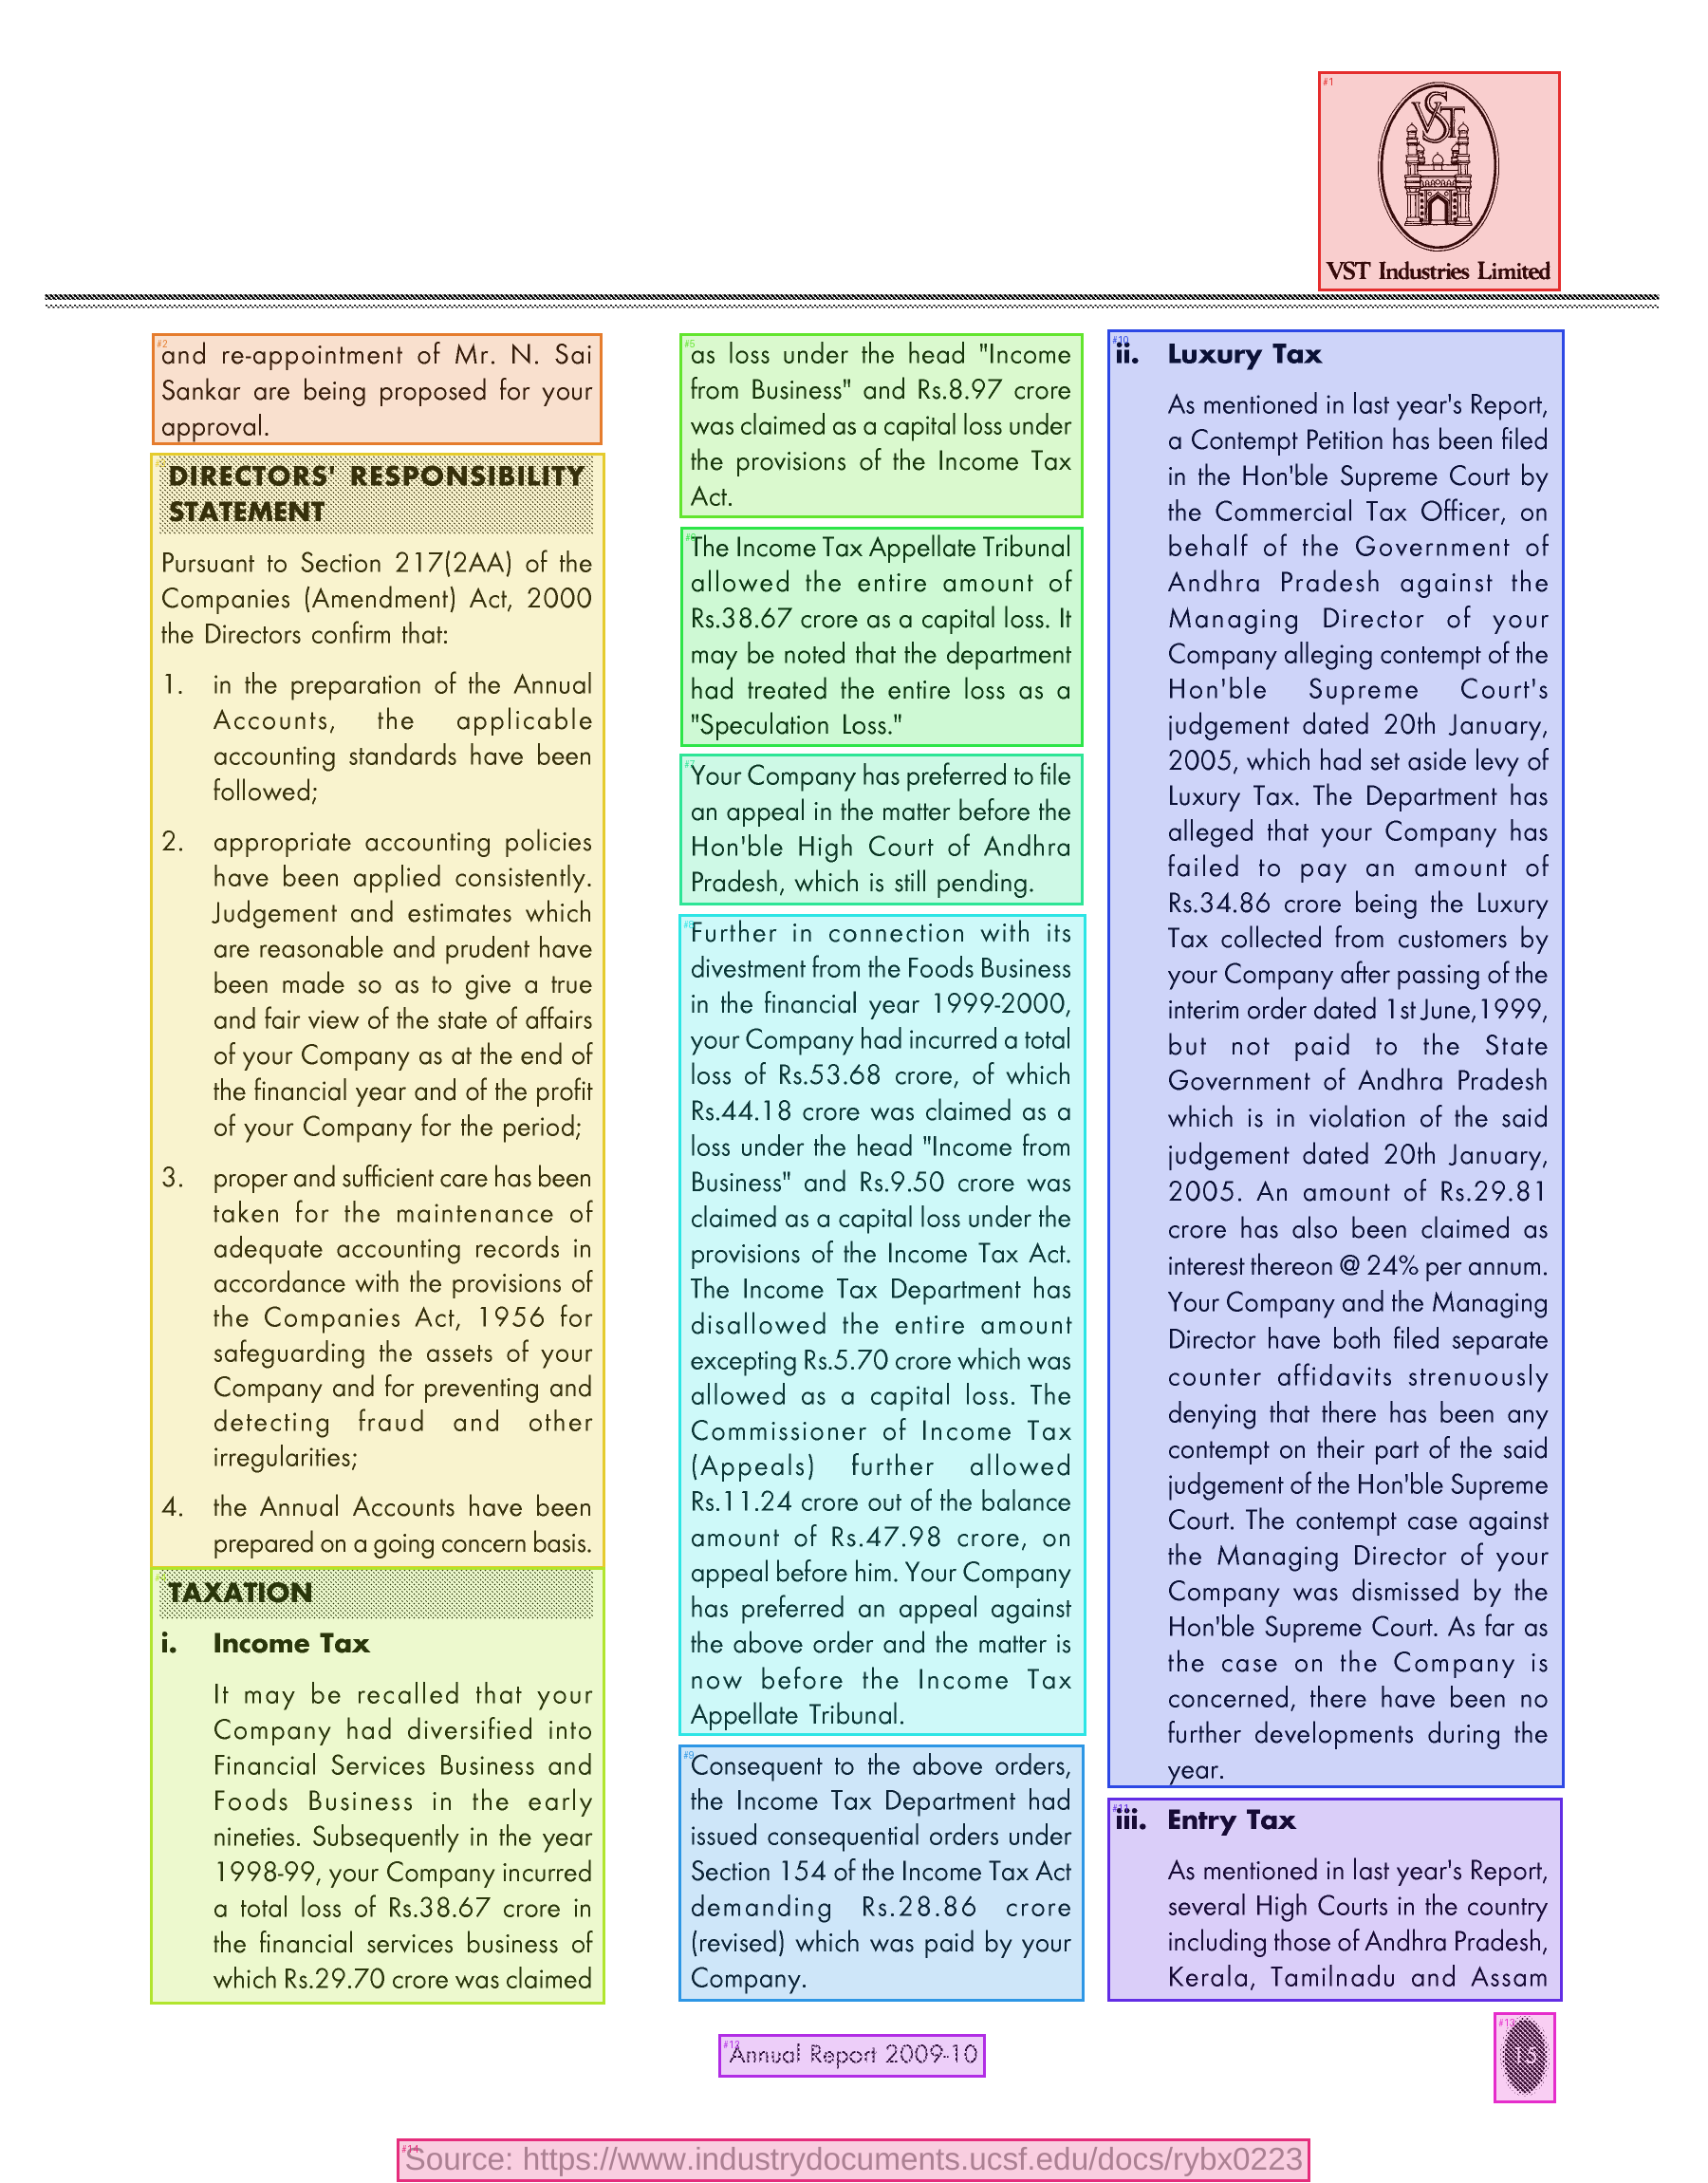 VST
VST Industries Limited
and re-appointment of Mr. N. Sai
Sankar are being proposed for your
approval.
DIRECTORS' RESPONSIBILITY
STATEMENT
Pursuant to Section 217(2AA) of the
Companies (Amendment) Act, 2000
the Directors confirm that:
1. in the preparation of the Annual
Accounts, the applicable
accounting standards have been
followed;
2. appropriate accounting policies
have been applied consistently.
Judgement and estimates which
are reasonable and prudent have
been made so as to give a true
and fair view of the state of affairs
of your Company as at the end of
the financial year and of the profit
of your Company for the period;
3. proper and sufficient care has been
taken for the maintenance of
adequate accounting records in
accordance with the provisions of
the Companies Act, 1956 for
safeguarding the assets of your
Company and for preventing and
detecting fraud and other
irregularities;
4. the Annual Accounts have been
prepared on a going concern basis.
TAXATION
i. Income Tax
It may be recalled that your
Company had diversified into
Financial Services Business and
Foods Business in the early
nineties. Subsequently in the year
1998-99, your Company incurred
a total loss of Rs.38.67 crore in
the financial services business of
which Rs.29.70 crore was claimed
as loss under the head "Income
from Business" and Rs.8.97 crore
was claimed as a capital loss under
the provisions of the Income Tax
Act.
The Income Tax Appellate Tribunal
allowed the entire amount of
Rs.38.67 crore as a capital loss. It
may be noted that the department
had treated the entire loss as a
"Speculation Loss."
Your Company has preferred to file
an appeal in the matter before the
Hon'ble High Court of Andhra
Pradesh, which is still pending.
Further in connection with its
divestment from the Foods Business
in the financial year 1999-2000,
your Company had incurred a total
loss of Rs.53.68 crore, of which
Rs.44.18 crore was claimed as a
loss under the head "Income from
Business" and Rs.9.50 crore was
claimed as a capital loss under the
provisions of the Income Tax Act.
The Income Tax Department has
disallowed the entire amount
excepting Rs.5.70 crore which was
allowed as a capital loss. The
Commissioner of Income Tax
(Appeals) further allowed
Rs.11.24 crore out of the balance
amount of Rs.47.98 crore, on
appeal before him. Your Company
has preferred an appeal against
the above order and the matter is
now before the Income Tax
Appellate Tribunal.
Consequent to the above orders,
the Income Tax Department had
issued consequential orders under
Section 154 of the Income Tax Act
demanding Rs.28.86 crore
(revised) which was paid by your
Company.
ii. Luxury Tax
As mentioned in last year's Report,
a Contempt Petition has been filed
in the Hon'ble Supreme Court by
the Commercial Tax Officer, on
behalf of the Government of
Andhra Pradesh against the
Managing Director of your
Company alleging contempt of the
Hon'ble Supreme Court's
judgement dated 20th January,
2005, which had set aside levy of
Luxury Tax. The Department has
alleged that your Company has
failed to pay an amount of
Rs.34.86 crore being the Luxury
Tax collected from customers by
your Company after passing of the
interim order dated 1st June,1999,
but not paid to the State
Government of Andhra Pradesh
which is in violation of the said
judgement dated 20th January,
2005. An amount of Rs.29.81
crore has also been claimed as
interest thereon @ 24% per annum.
Your Company and the Managing
Director have both filed separate
counter affidavits strenuously
denying that there has been any
contempt on their part of the said
judgement of the Hon'ble Supreme
Court. The contempt case against
the Managing Director of your
Company was dismissed by the
Hon'ble Supreme Court. As far as
the case on the Company is
concerned, there have been no
further developments during the
year.
iii. Entry Tax
As mentioned in last year's Report,
several High Courts in the country
including those of Andhra Pradesh,
Kerala, Tamilnadu and Assam
Annual Report 2009-10
15
Source: https://www.industrydocuments.ucsf.edu/docs/rybx0223